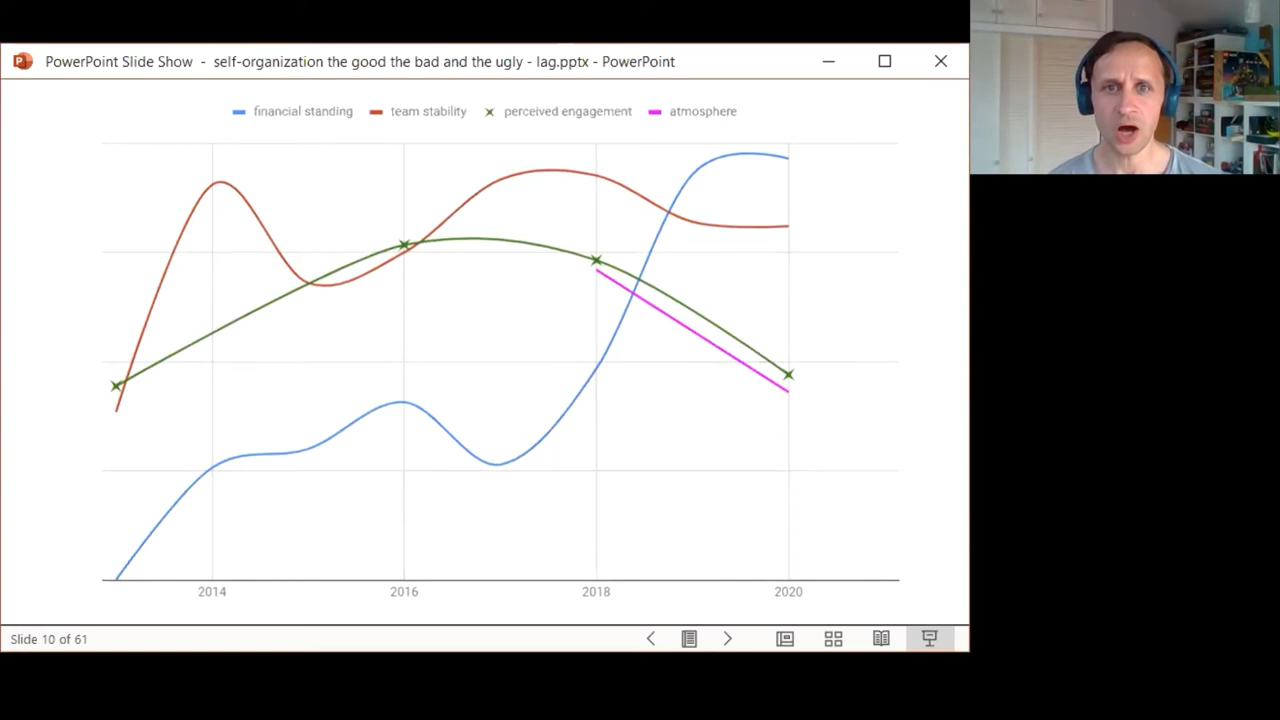 PowerPoint Slide Show - self-organization the good the bad and the ugly - lag.pptx - PowerPoint
financial standing team stability perceived engagement atmosphere
2014 2016 2018 2020
Slide 10 of 61